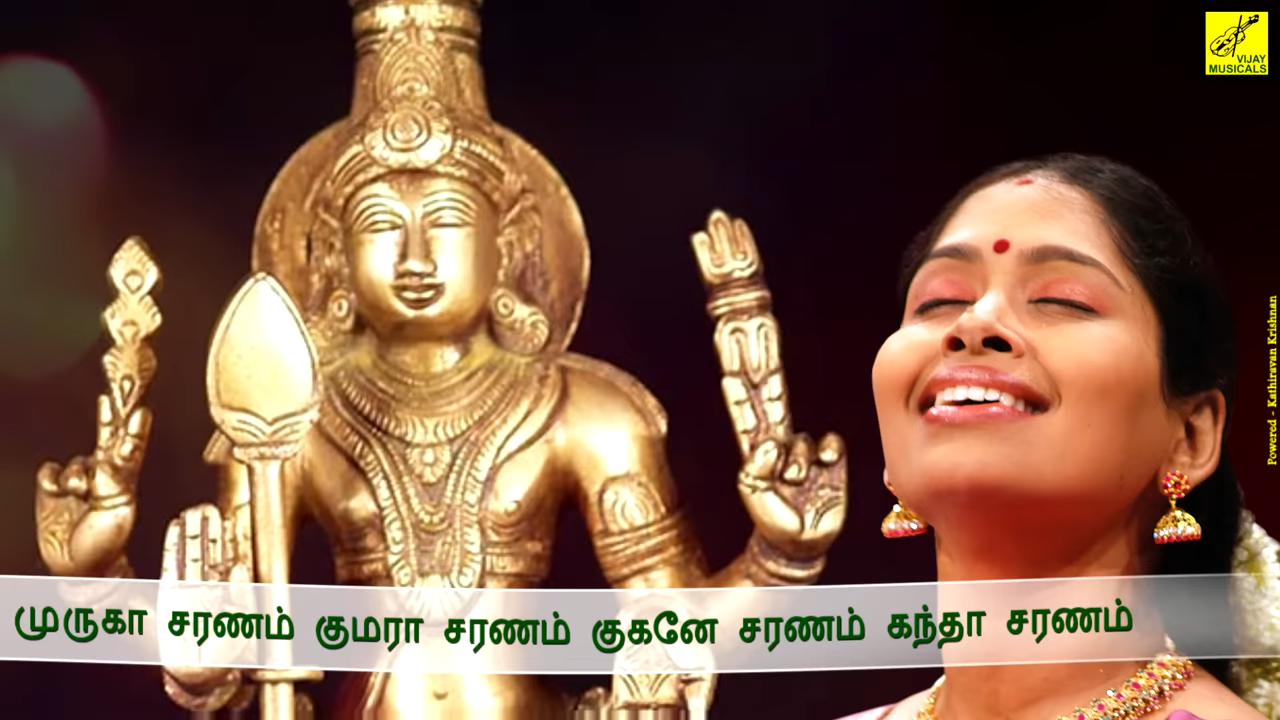 VIJAY
MUSICALS
Powered - Kathiravan Krishnan
முருகா சரணம் குமரா சரணம் குகனே சரணம் கந்தா சரணம்